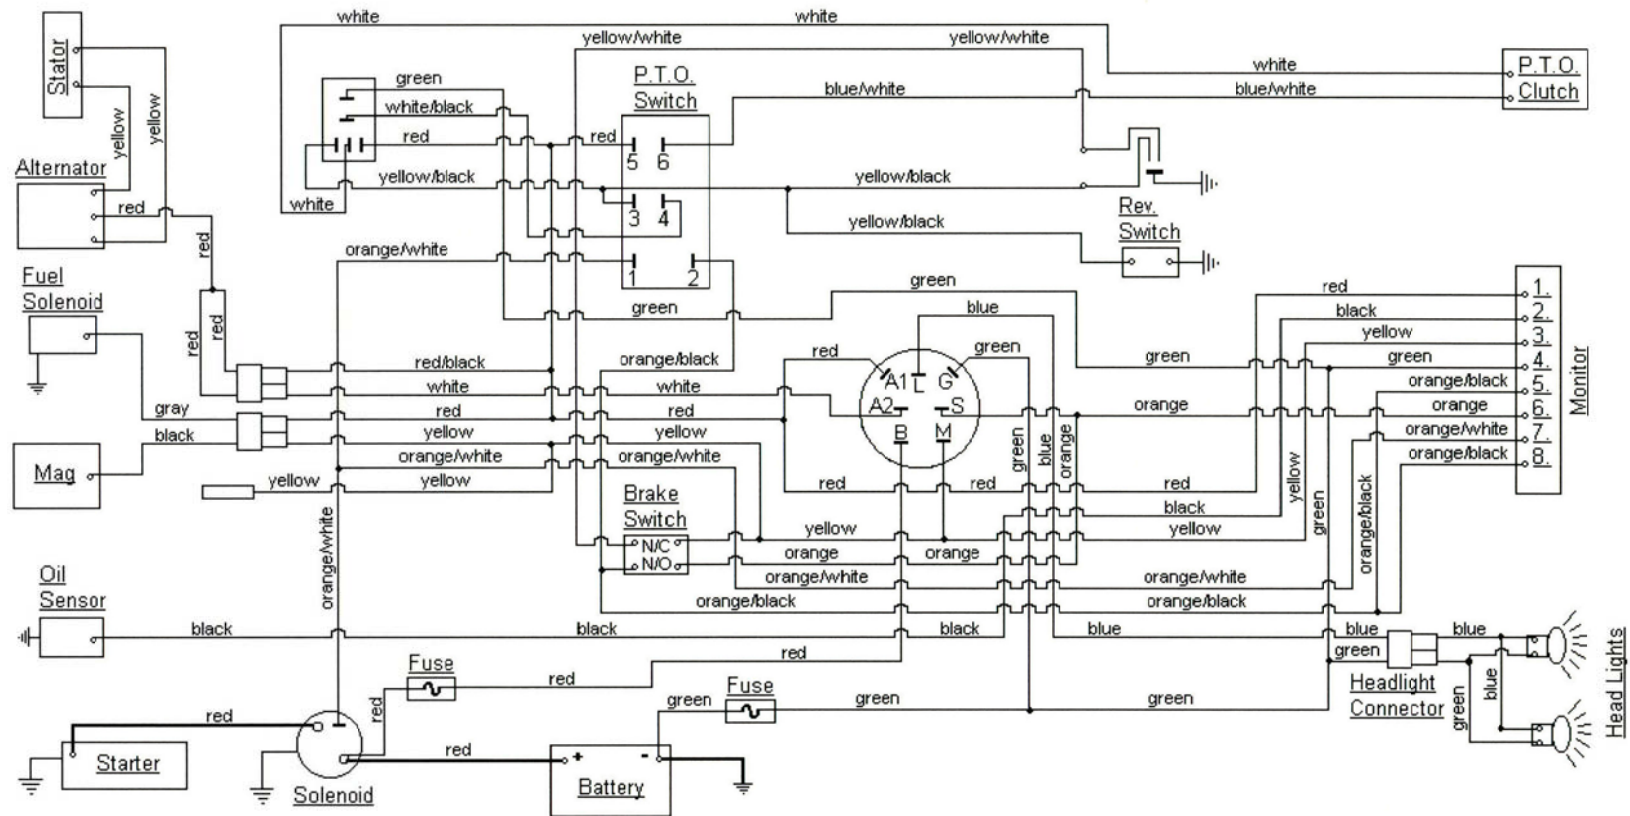 white
white
yellow/white
yellow/white
Stator
green
P.T.O.
Switch
white
P.T.O.
Clutch
blue/white
blue/white
white/black
yellow
yellow
red
red
5
6
Alternator
yellow/black
yellow/black
white
3
4
Rev.
Switch
yellow/black
red
red
orange/white
1
2
Fuel
Solenoid
green
green
blue
red
1.
black
2.
yellow
3.
red
red
orange/black
red
green
green
green
4.
red/black
A1
L
G
orange/black
5.
white
white
A2
S
orange
orange
6.
gray
red
red
B
M
orange/white
7.
black
yellow
yellow
orange/white
orange/white
orange/black
8.
Monitor
green
blue
orange
Mag
yellow
yellow
red
red
red
yellow
green
orange/black
Brake
Switch
black
orange/white
N/C
N/O
yellow
yellow
orange
orange
orange/white
orange/white
Oil
Sensor
orange/black
orange/black
black
black
black
blue
blue
blue
green
Fuse
red
red
Fuse
green
green
green
Headlight
Connector
green
blue
Head Lights
red
red
red
Starter
Solenoid
+
-
Battery